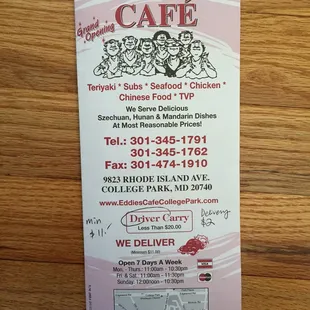 CAFÉ
Grand
Opening
Teriyaki * Subs * Seafood * Chicken *
Chinese Food * TVP
We Serve Delicious
Szechuan, Hunan & Mandarin Dishes
At Most Reasonable Prices!
Tel.: 301-345-1791
301-345-1762
Fax: 301-474-1910
9823 RHODE ISLAND AVE.
COLLEGE PARK, MD 20740
www.EddiesCafeCollegePark.com
min
$11.-
Driver Carry
Less Than $20.00
Delivery
$2
WE DELIVER
Open 7 Days A Week
Mon. - Thurs.: 11:00am - 10:30pm
Fri. & Sat.: 11:00am - 11:30pm
Sunday: 12:00noon - 10:30pm